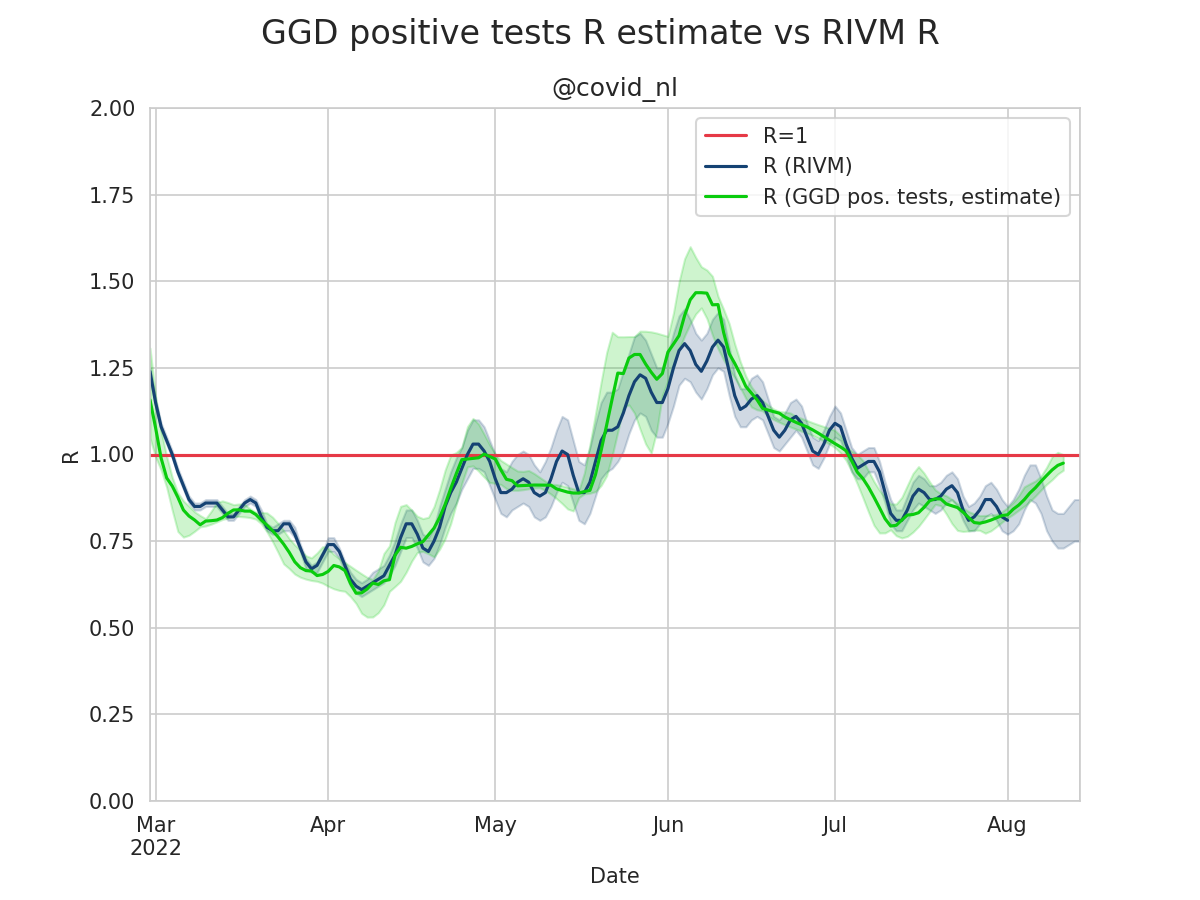 GGD positive tests R estimate vs RIVM R
@covid_nl
R=1
R (RIVM)
R (GGD pos. tests, estimate)
2.00
1.75
1.50
1.25
1.00
0.75
0.50
0.25
0.00
R
Mar Apr May Jun Jul Aug
2022
Date